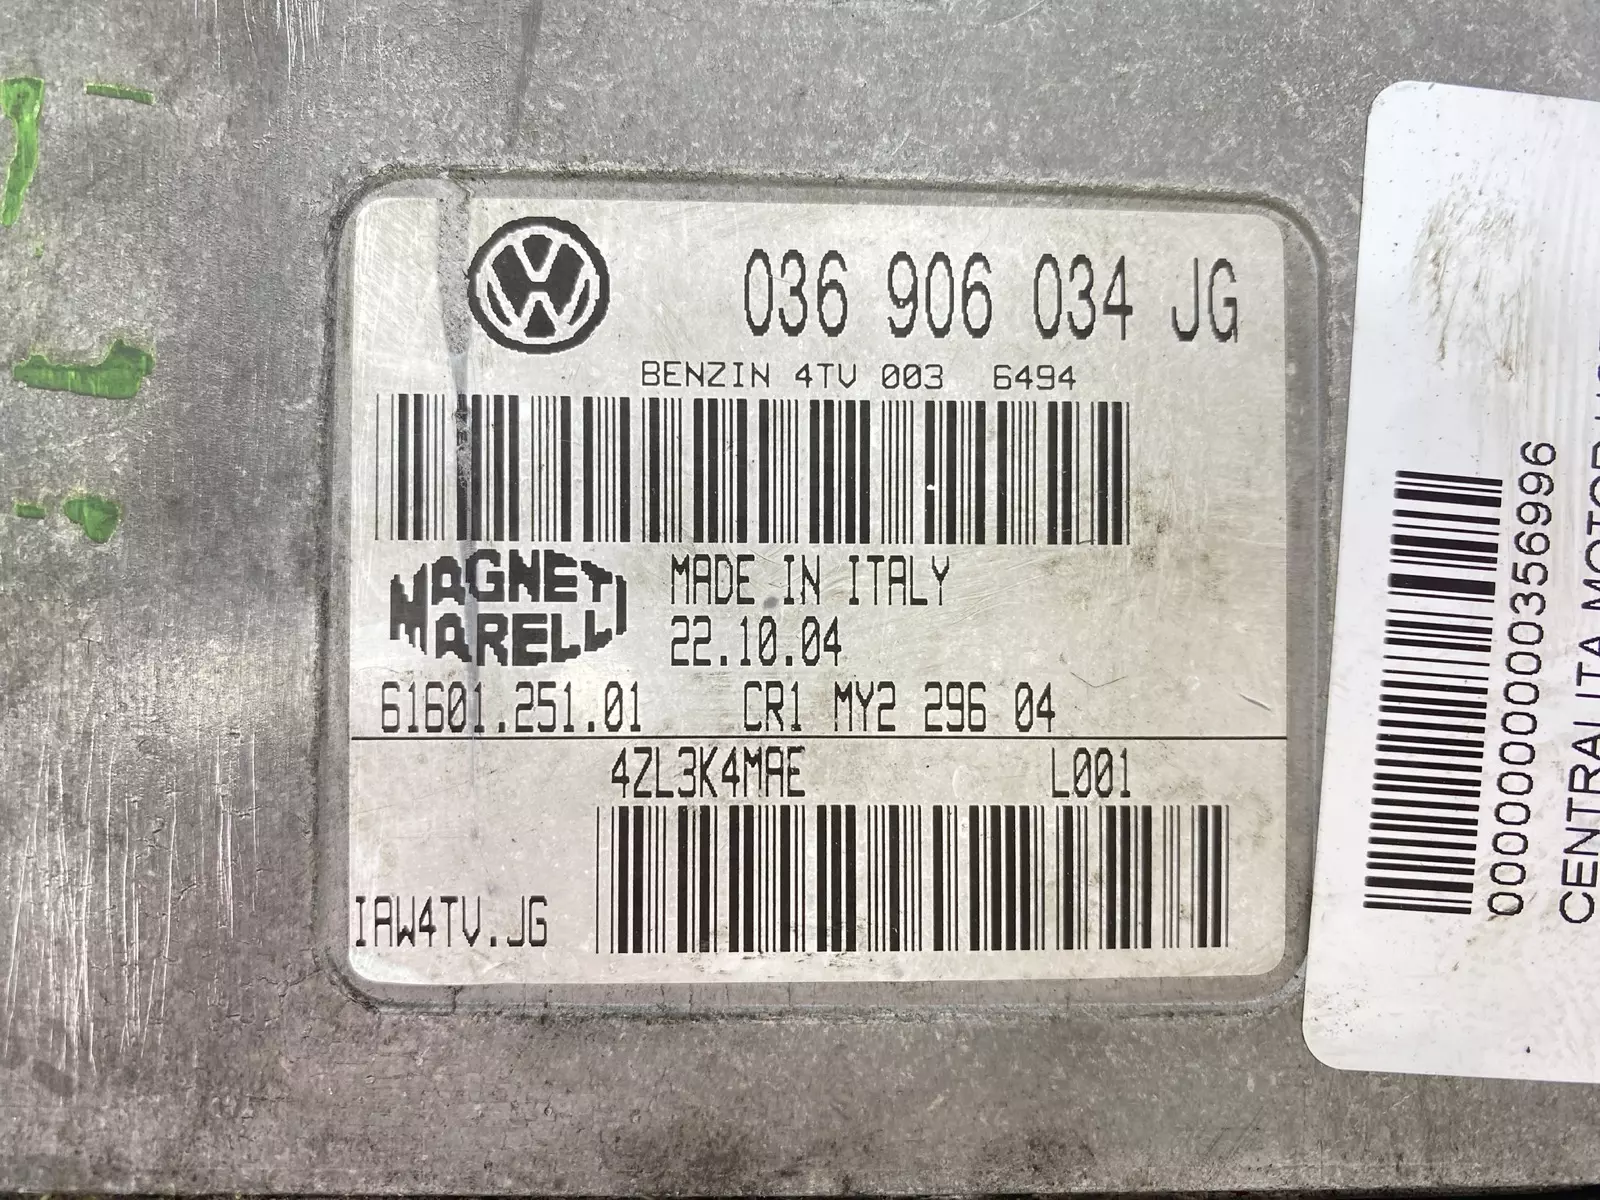 036 906 034 JG
BENZIN 4TV 003 6494
MAGNETI
MARELLI
MADE IN ITALY
22.10.04
61601.251.01 CR1 MY2 296 04
4ZL3K4MAE L001
IAW4TV.JG
CENTRALITA MOTOR